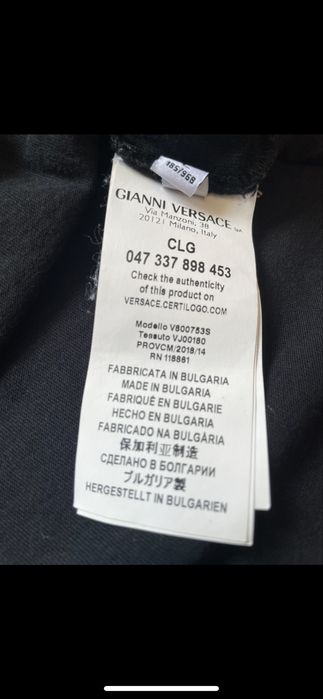 185/968
GIANNI VERSACE SpA
Via Manzoni, 38
20121 Milano, Italy
CLG
047 337 898 453
Check the authenticity
of this product on
VERSACE.CERTILOGO.COM
Modello V800753S
Tessuto VJ00180
PROVCM/2018/14
RN 118861
FABBRICATA IN BULGARIA
MADE IN BULGARIA
FABRIQUÉ EN BULGARIE
HECHO EN BULGARIA
FABRICADO NA BULGÁRIA
保加利亚制造
СДЕЛАНО В БОЛГАРИИ
ブルガリア製
HERGESTELLT IN BULGARIEN